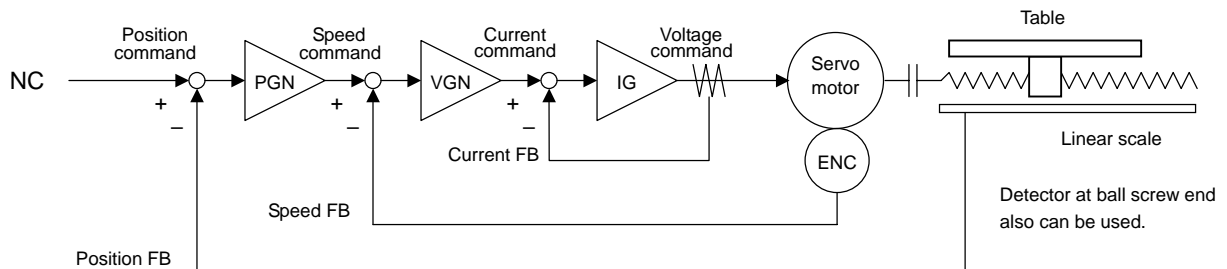 Table
Position
command
Speed
command
Current
command
Voltage
command
NC
PGN
VGN
IG
Servo
motor
+
–
+
–
+
–
Current FB
ENC
Linear scale
Speed FB
Detector at ball screw end
also can be used.
Position FB